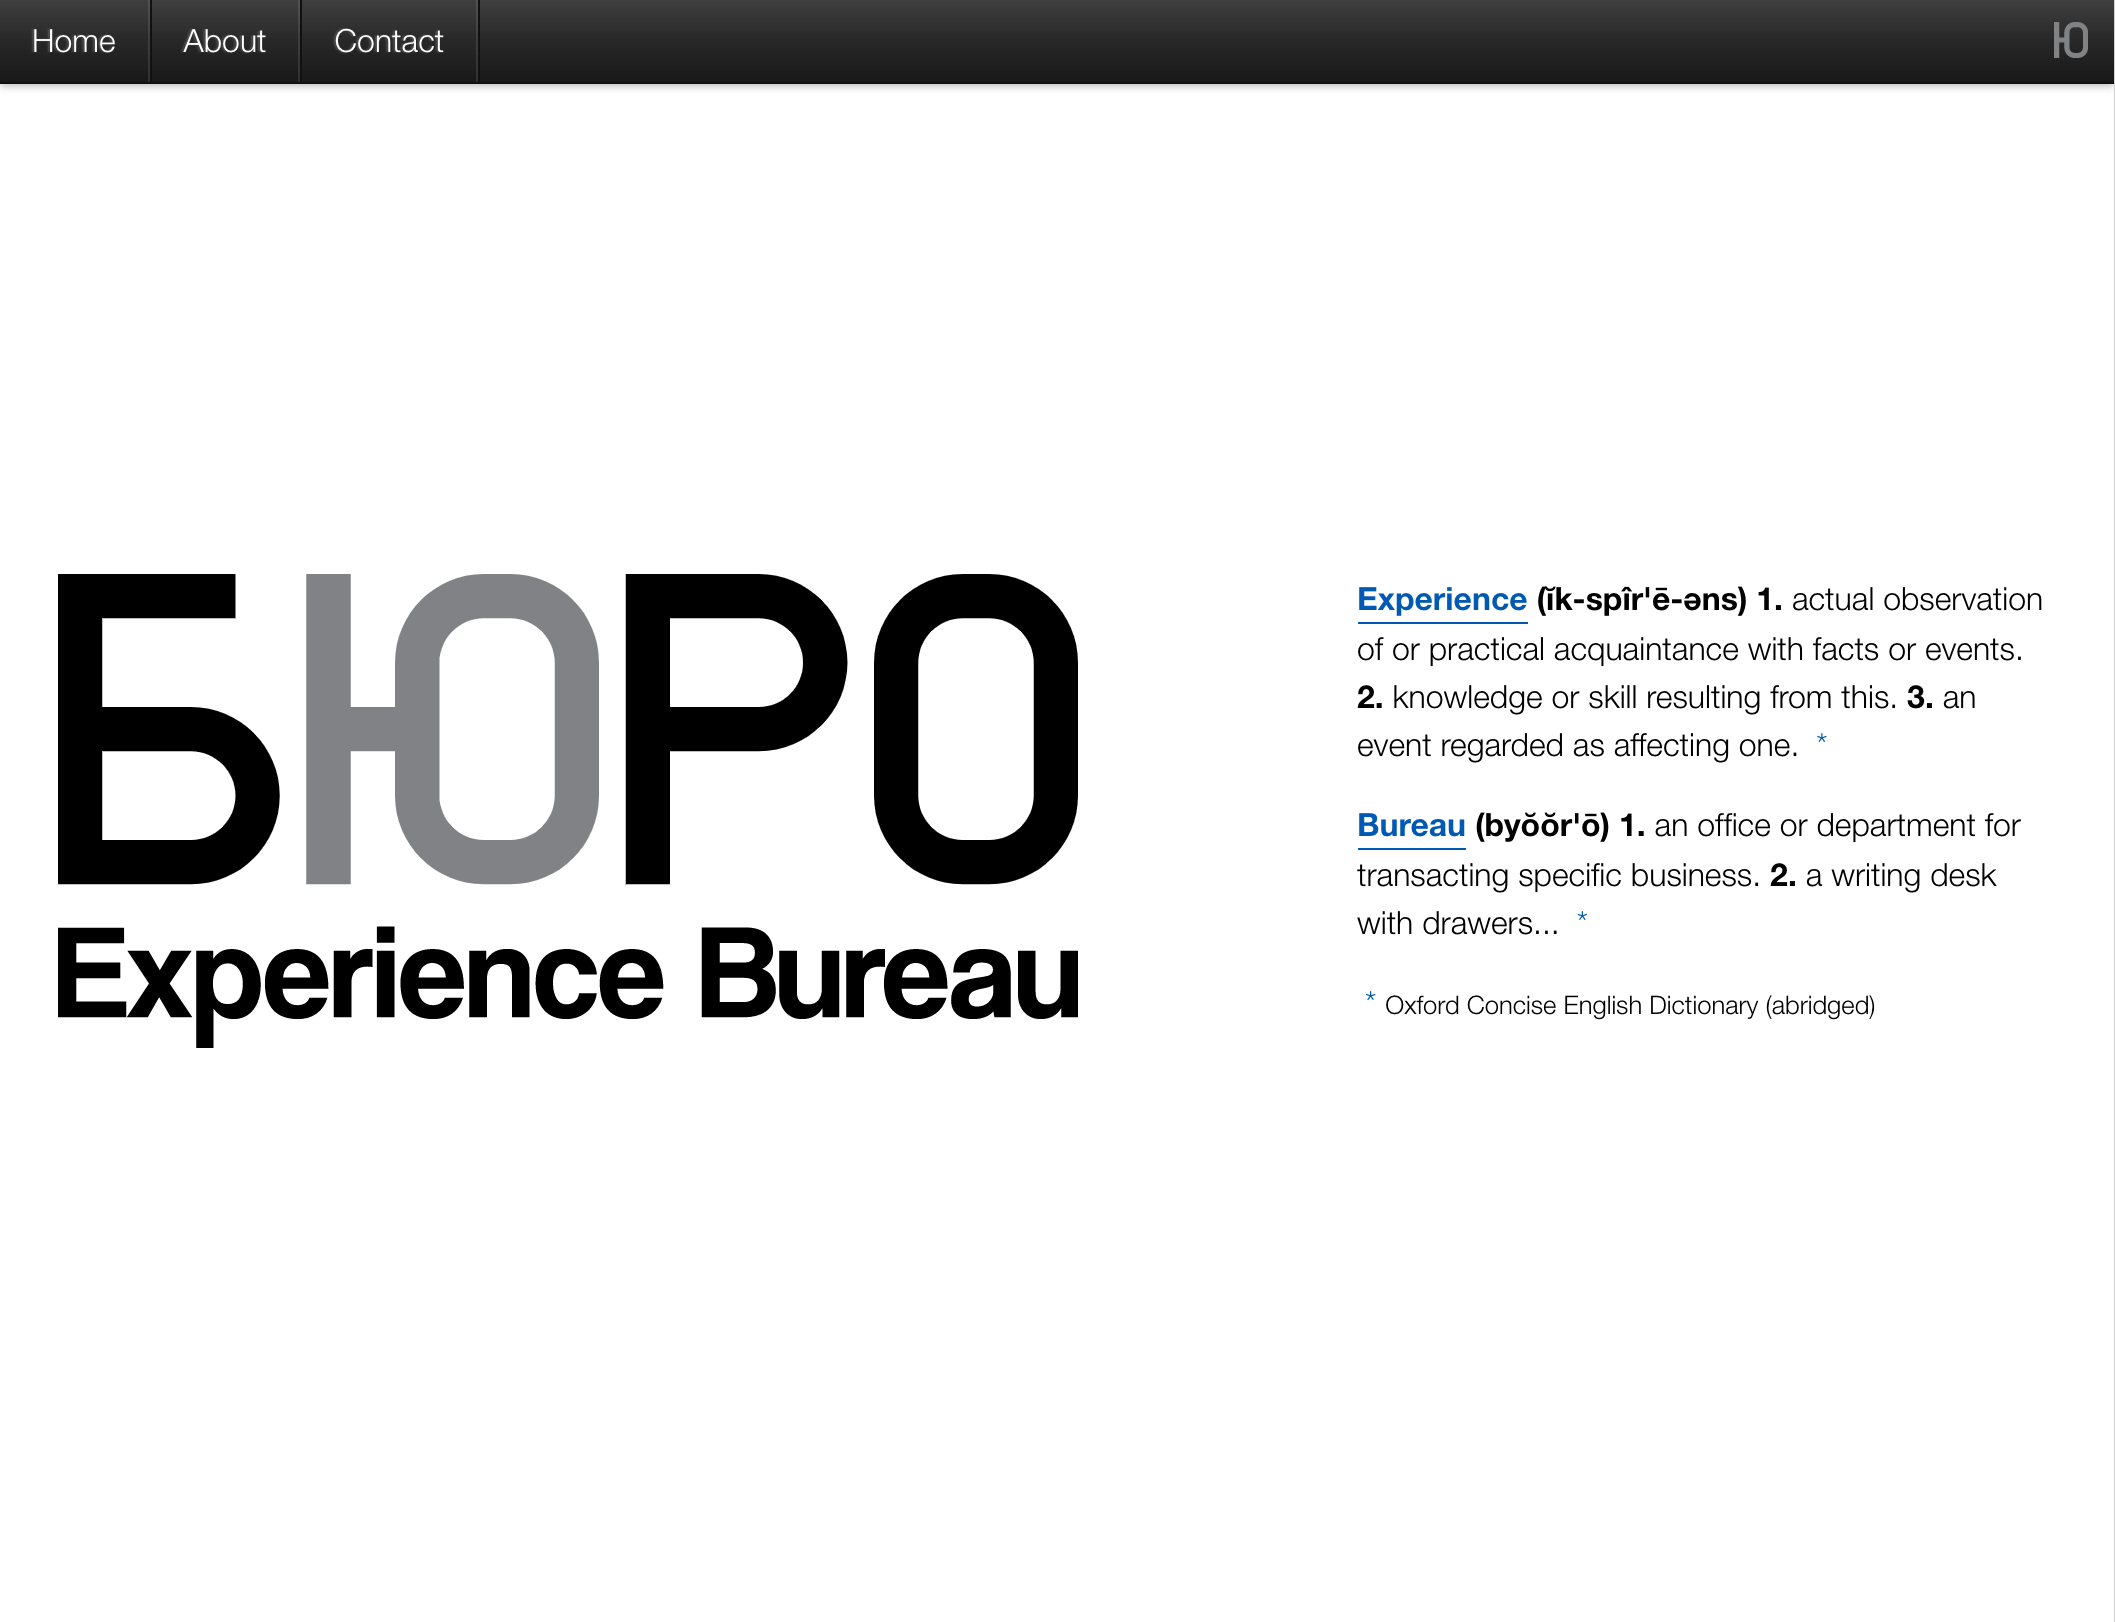 Home About Contact Ю
БЮРО
Experience Bureau
Experience (ĭk-spîr'ē-əns) 1. actual observation
of or practical acquaintance with facts or events.
2. knowledge or skill resulting from this. 3. an
event regarded as affecting one. *
Bureau (byŏŏr'ō) 1. an office or department for
transacting specific business. 2. a writing desk
with drawers... *
* Oxford Concise English Dictionary (abridged)